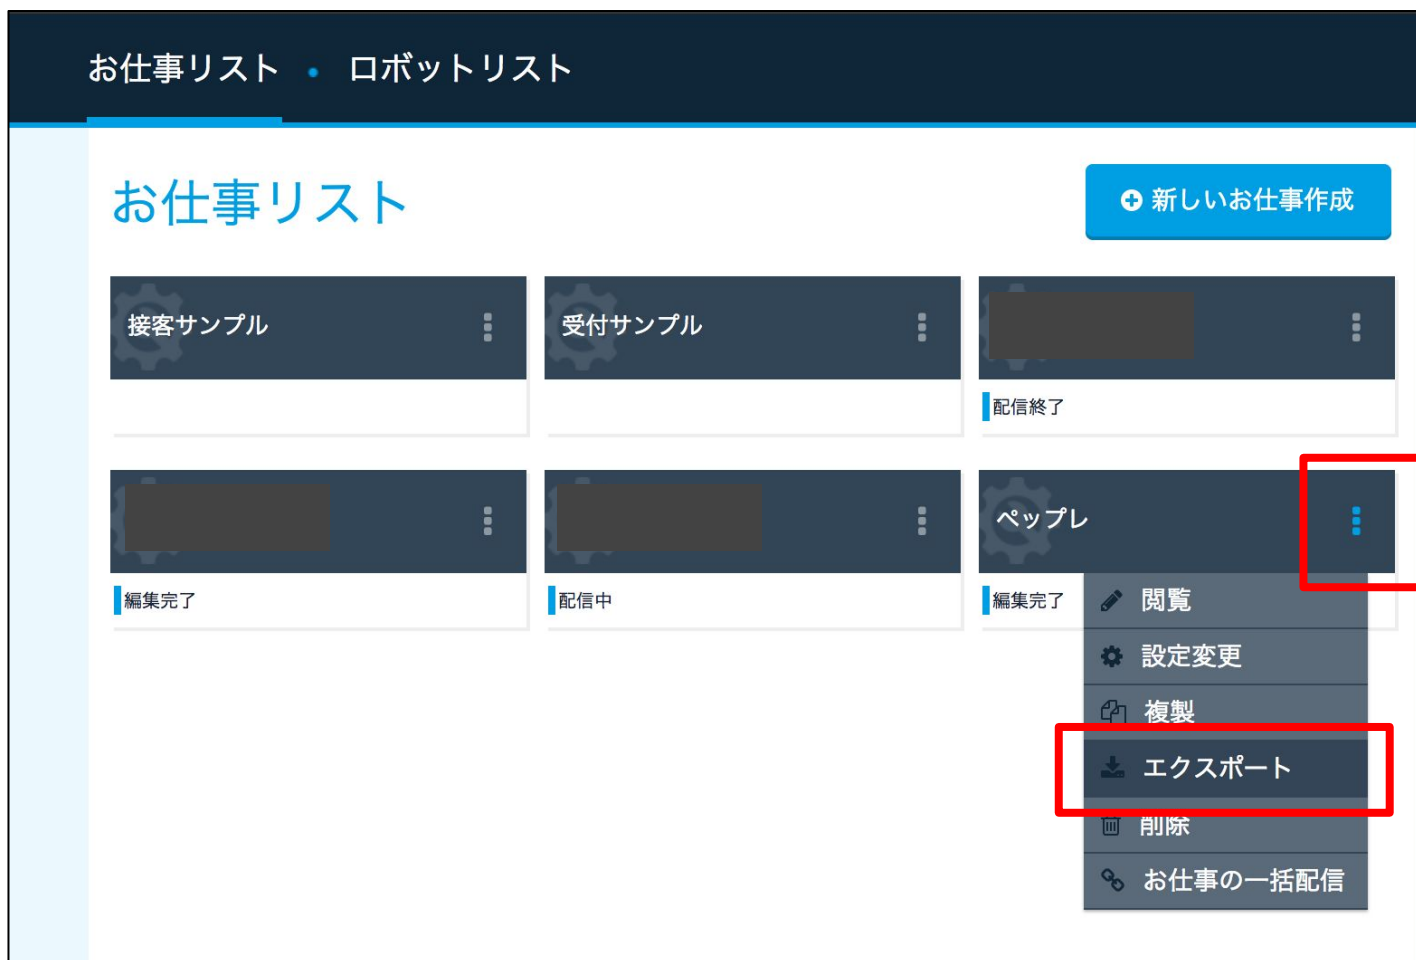 お仕事リスト • ロボットリスト
お仕事リスト
新しいお仕事作成
接客サンプル
受付サンプル
配信終了
ペップレ
編集完了
配信中
編集完了
閲覧
設定変更
複製
エクスポート
削除
お仕事の一括配信